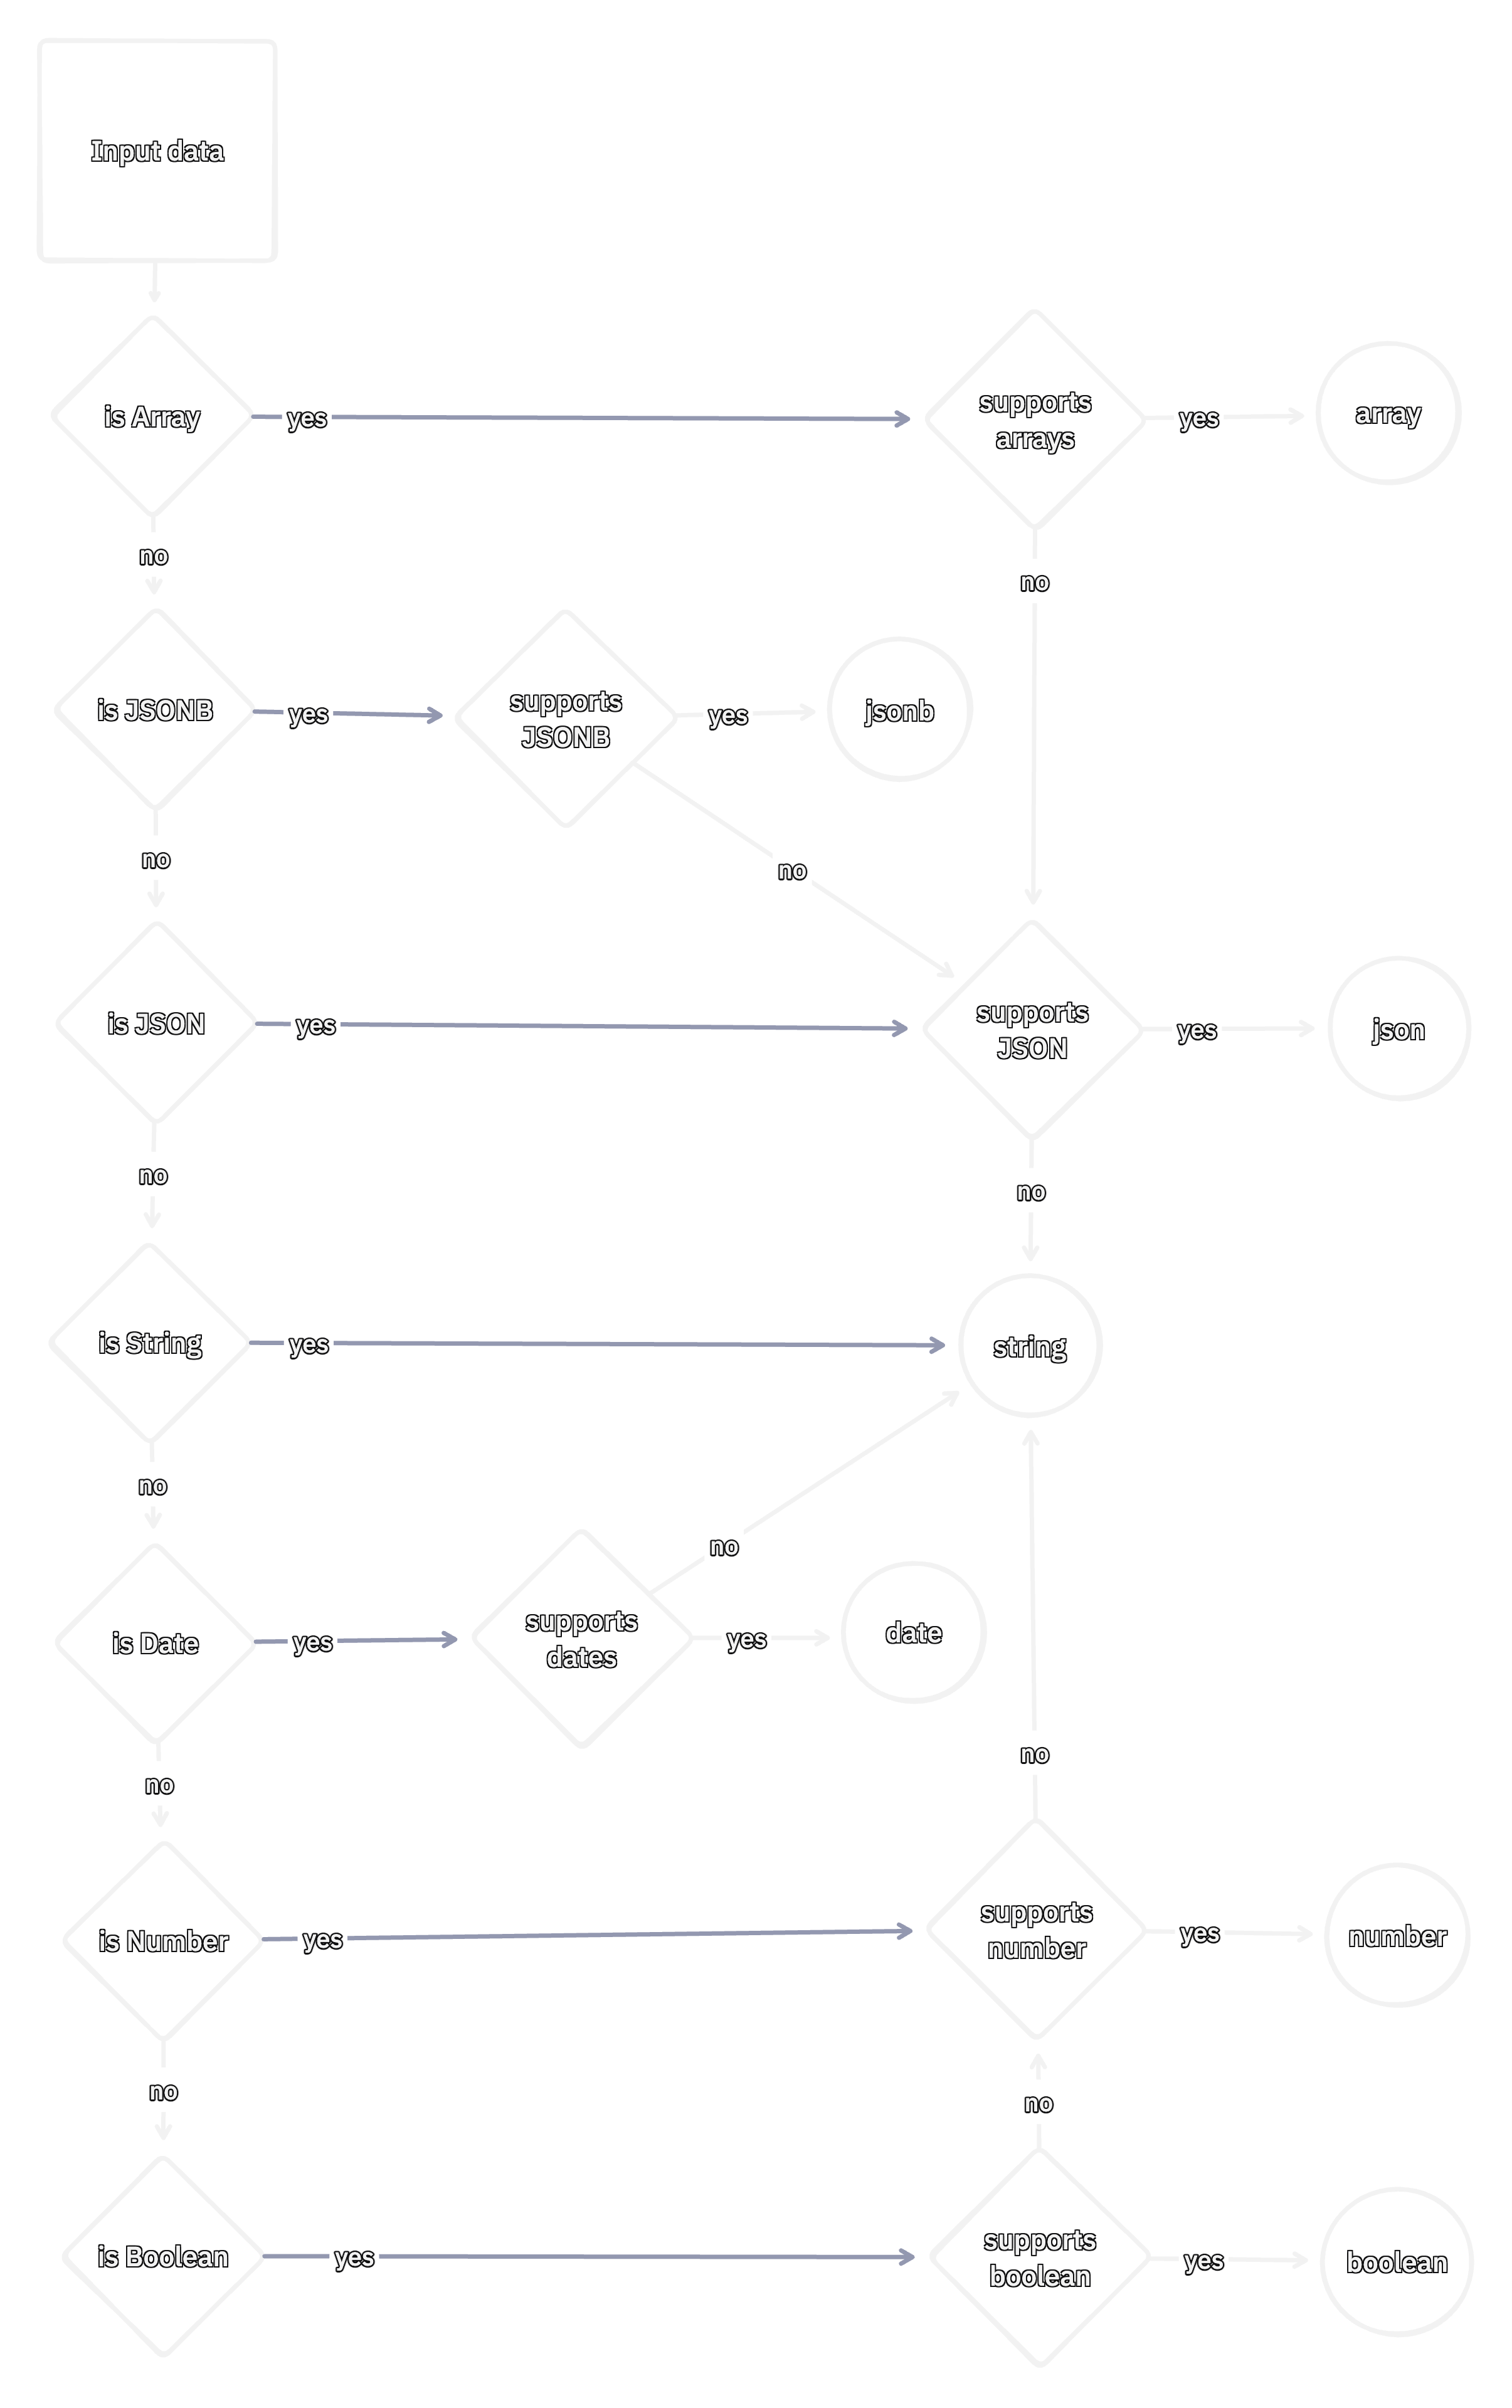 Input data
is Array
yes
supports
arrays
yes
array
no
no
is JSONB
yes
supports
JSONB
yes
jsonb
no
no
is JSON
yes
supports
JSON
yes
json
no
no
is String
yes
string
no
no
is Date
yes
supports
dates
yes
date
no
no
is Number
yes
supports
number
yes
number
no
no
is Boolean
yes
supports
boolean
yes
boolean